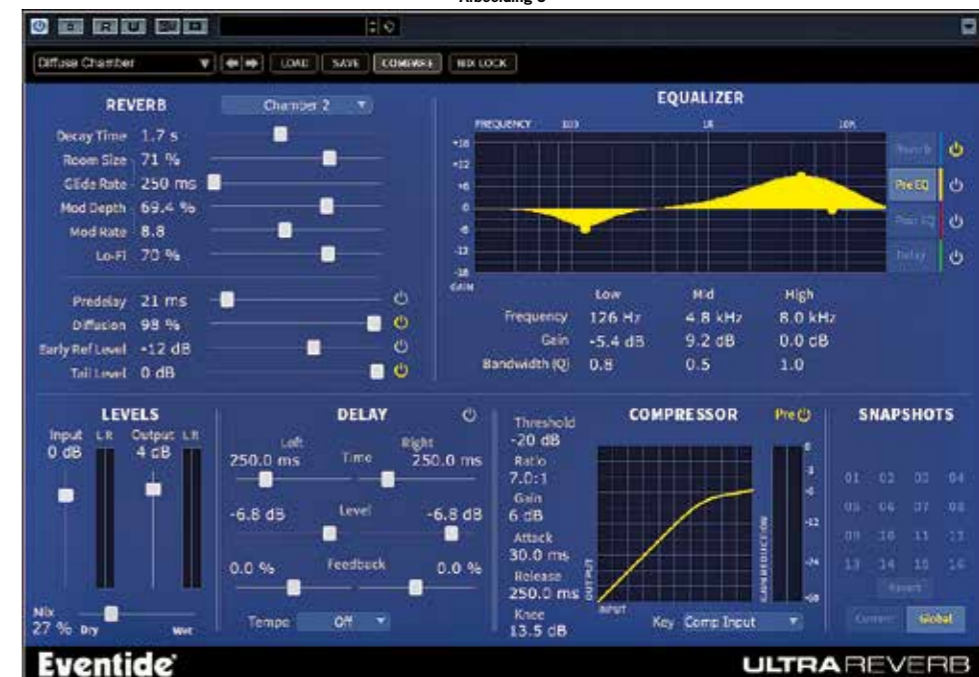 Diffuse Chamber LOAD SAVE COMPARE MIX LOCK
REVERB Chamber 2
Decay Time 1.7 s
Room Size 71 %
Glide Rate 250 ms
Mod Depth 69.4 %
Mod Rate 8.8
Lo-Fi 70 %
Predelay 21 ms
Diffusion 98 %
Early Ref Level -12 dB
Tail Level 0 dB
EQUALIZER
FREQUENCY 100 1K 10K
+18
+12
+6
0
-6
-12
-18
GAIN
Reverb
Pre EQ
Post EQ
Delay
Low Mid High
Frequency 126 Hz 4.8 kHz 8.0 kHz
Gain -5.4 dB 9.2 dB 0.0 dB
Bandwidth (Q) 0.8 0.5 1.0
LEVELS
Input L R Output L R
0 dB 4 dB
Mix
27 % Dry Wet
DELAY
Left Right
250.0 ms Time 250.0 ms
-6.8 dB Level -6.8 dB
0.0 % Feedback 0.0 %
Tempo Off
COMPRESSOR Pre
Threshold
-20 dB
Ratio
7.0:1
Gain
6 dB
Attack
30.0 ms
Release
250.0 ms
Knee
13.5 dB
OUTPUT
INPUT
GAIN REDUCTION
0
-3
-6
-12
-24
-60
Key Comp Input
SNAPSHOTS
01 02 03 04
05 06 07 08
09 10 11 12
13 14 15 16
Revert
Current Global
Eventide
ULTRAREVERB